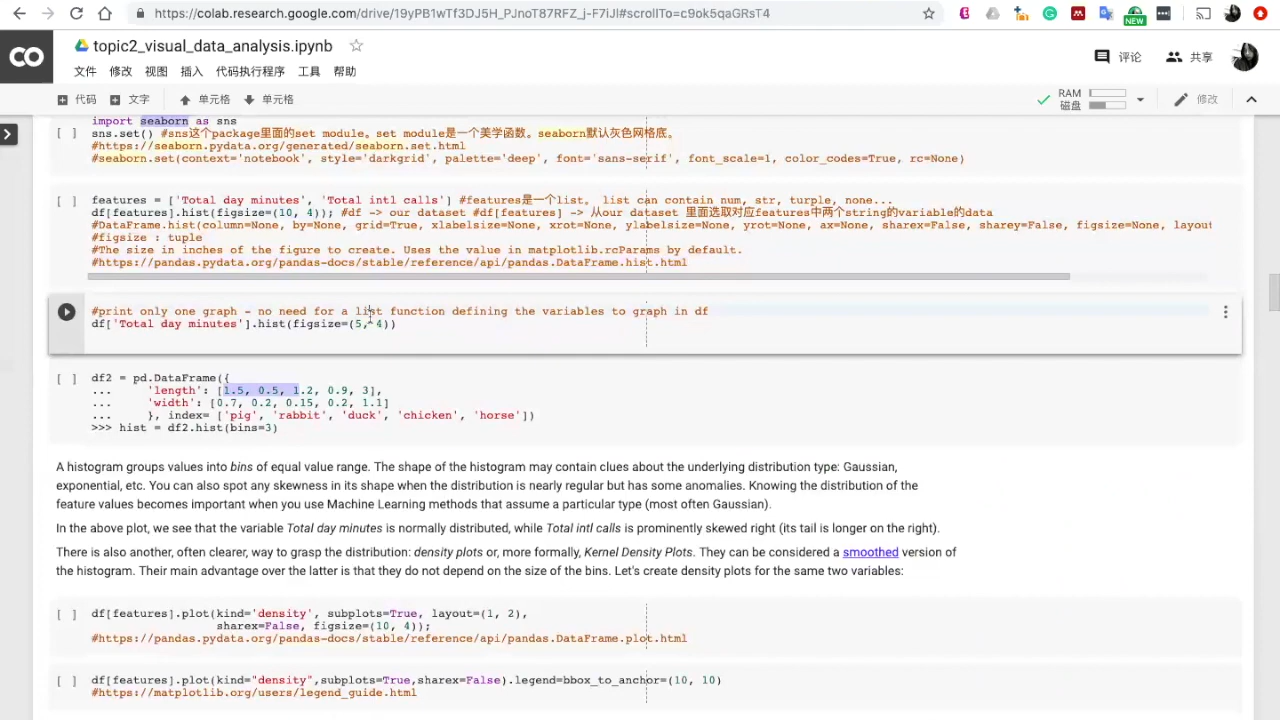 https://colab.research.google.com/drive/19yPB1wTf3DJ5H_PJnoT87RFZ_j-F7iJl#scrollTo=c9ok5qaGRsT4
NEW
CO
topic2_visual_data_analysis.ipynb
评论
共享
文件 修改 视图 插入 代码执行程序 工具 帮助
代码 文字 单元格 单元格
RAM
磁盘
修改
import seaborn as sns
[ ] sns.set() #sns这个package里面的set module。set module是一个美学函数。seaborn默认灰色网格底。
#https://seaborn.pydata.org/generated/seaborn.set.html
#seaborn.set(context='notebook', style='darkgrid', palette='deep', font='sans-serif', font_scale=1, color_codes=True, rc=None)
[ ] features = ['Total day minutes', 'Total intl calls'] #features是一个list。 list can contain num, str, turple, none...
df[features].hist(figsize=(10, 4)); #df -> our dataset #df[features] -> 从our dataset 里面选取对应features中两个string的variable的数据
#DataFrame.hist(column=None, by=None, grid=True, xlabelsize=None, xrot=None, ylabelsize=None, yrot=None, ax=None, sharex=False, sharey=False, figsize=None, layout
#figsize : tuple
#The size in inches of the figure to create. Uses the value in matplotlib.rcParams by default.
#https://pandas.pydata.org/pandas-docs/stable/reference/api/pandas.DataFrame.hist.html
#print only one graph - no need for a list function defining the variables to graph in df
df['Total day minutes'].hist(figsize=(5, 4))
[ ] df2 = pd.DataFrame({
... 'length': [1.5, 0.5, 1.2, 0.9, 3],
... 'width': [0.7, 0.2, 0.15, 0.2, 1.1]
... }, index= ['pig', 'rabbit', 'duck', 'chicken', 'horse'])
>>> hist = df2.hist(bins=3)
A histogram groups values into bins of equal value range. The shape of the histogram may contain clues about the underlying distribution type: Gaussian,
exponential, etc. You can also spot any skewness in its shape when the distribution is nearly regular but has some anomalies. Knowing the distribution of the
feature values becomes important when you use Machine Learning methods that assume a particular type (most often Gaussian).
In the above plot, we see that the variable Total day minutes is normally distributed, while Total intl calls is prominently skewed right (its tail is longer on the right).
There is also another, often clearer, way to grasp the distribution: density plots or, more formally, Kernel Density Plots. They can be considered a smoothed version of
the histogram. Their main advantage over the latter is that they do not depend on the size of the bins. Let's create density plots for the same two variables:
[ ] df[features].plot(kind='density', subplots=True, layout=(1, 2),
sharex=False, figsize=(10, 4));
#https://pandas.pydata.org/pandas-docs/stable/reference/api/pandas.DataFrame.plot.html
[ ] df[features].plot(kind="density",subplots=True,sharex=False).legend=bbox_to_anchor=(10, 10)
#https://matplotlib.org/users/legend_guide.html